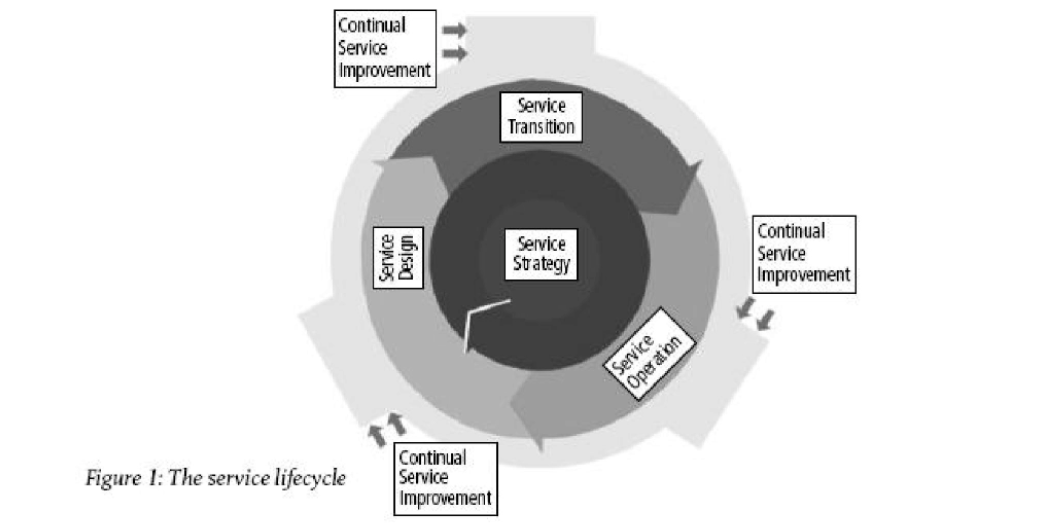 Continual
Service
Improvement
Service
Transition
Continual
Service
Improvement
Service
Design
Service
Strategy
Service
Operation
Continual
Service
Improvement
Figure 1: The service lifecycle